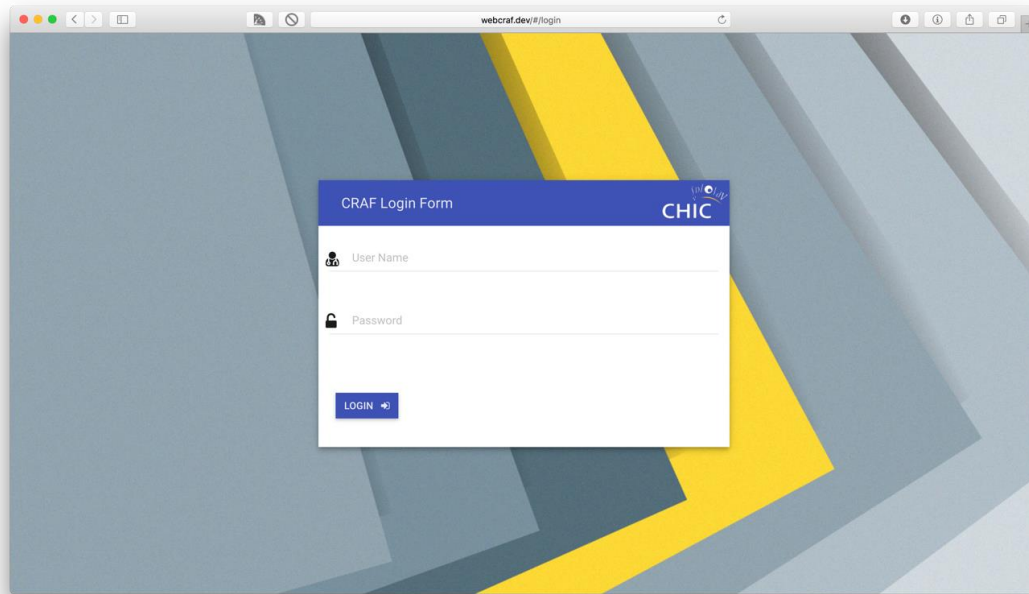 webcraf.dev/#/login
CRAF Login Form
CHIC
User Name
Password
LOGIN